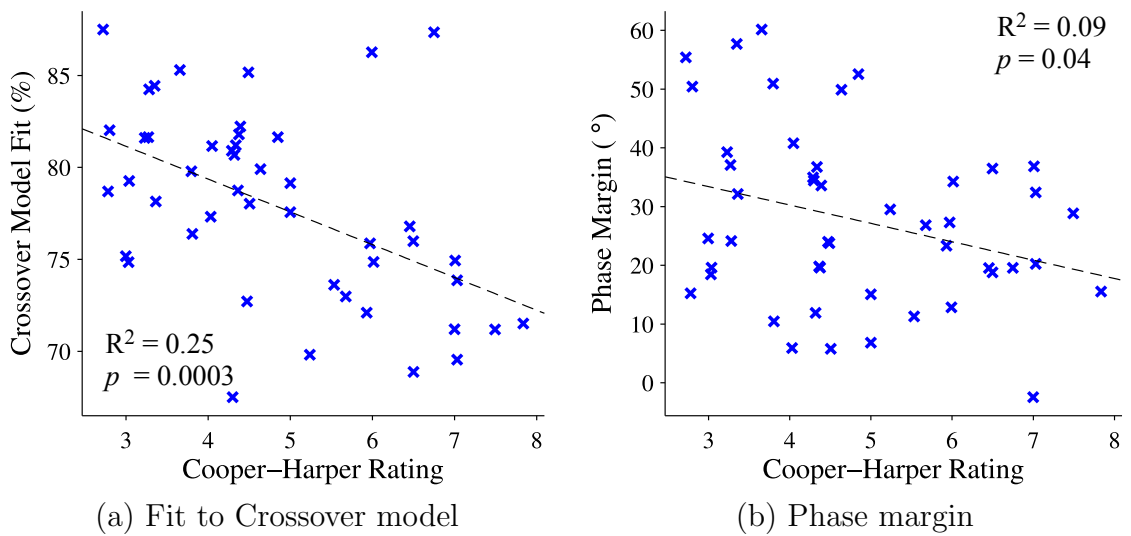 Crossover Model Fit (%)
85
80
75
70
R² = 0.25
p = 0.0003
3 4 5 6 7 8
Cooper−Harper Rating
(a) Fit to Crossover model
Phase Margin ( °)
60
50
40
30
20
10
0
R² = 0.09
p = 0.04
3 4 5 6 7 8
Cooper−Harper Rating
(b) Phase margin